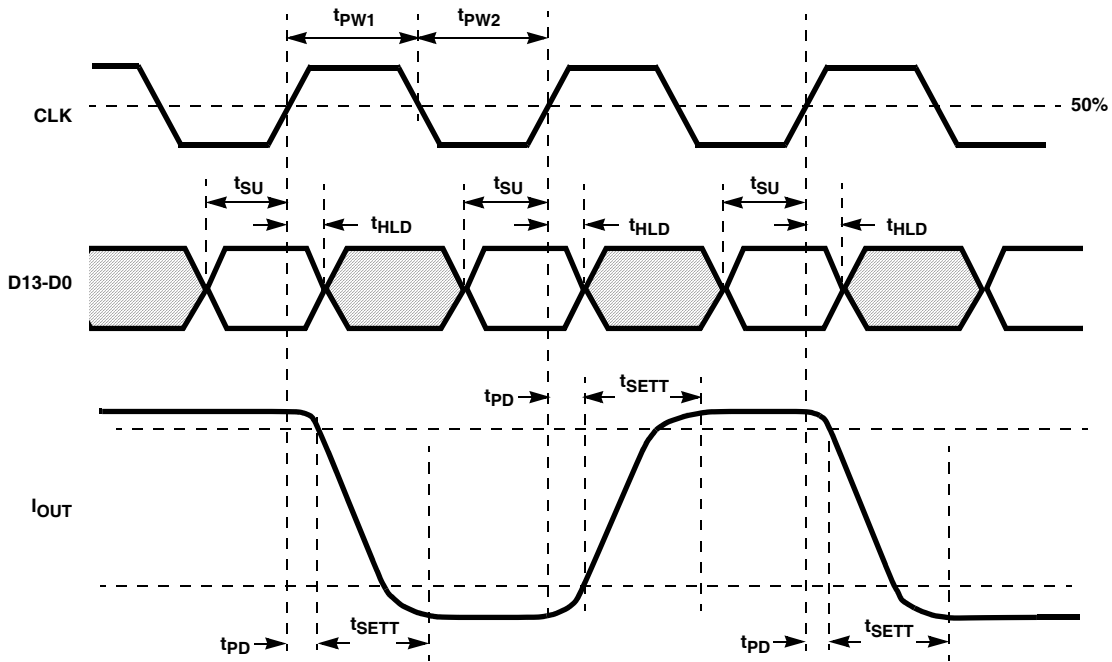 tPW1 tPW2
CLK
50%
tSU tSU tSU
tHLD tHLD tHLD
D13-D0
tPD tSETT
IOUT
tPD tSETT tPD tSETT